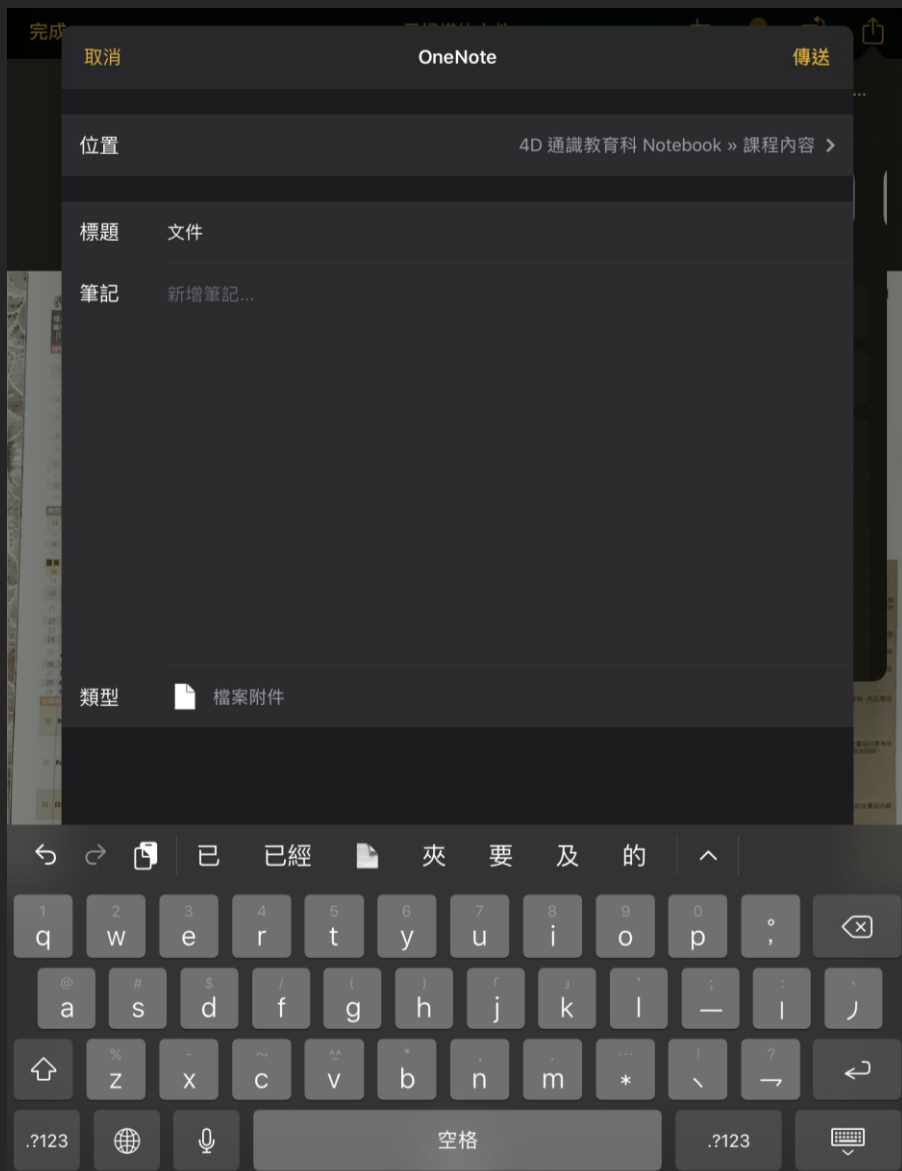 完成
取消 OneNote 傳送
位置 4D 通識教育科 Notebook » 課程內容
標題 文件
筆記 新增筆記...
類型 檔案附件
已 已經 夾 要 及 的
1 2 3 4 5 6 7 8 9 0
q w e r t y u i o p 。 ,
@ # $ / ( ) 「 」 ' ; : 、
a s d f g h j k l 一 丨 丿
% - ~ ^^ * , . ... ! ?
z x c v b n m * ㇔ ㇖
.?123 空格 .?123